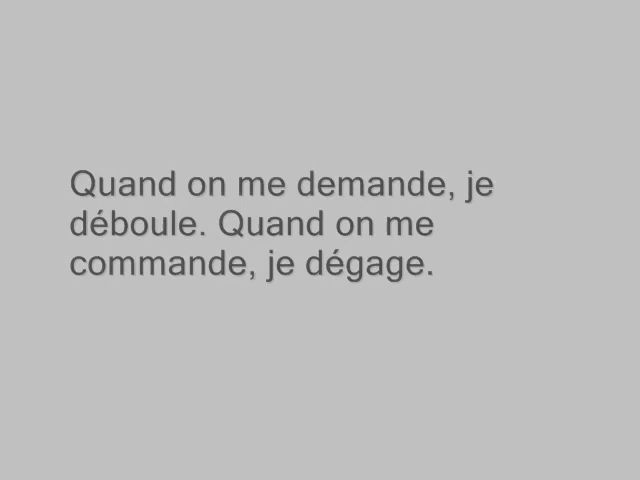 Quand on me demande, je
déboule. Quand on me
commande, je dégage.